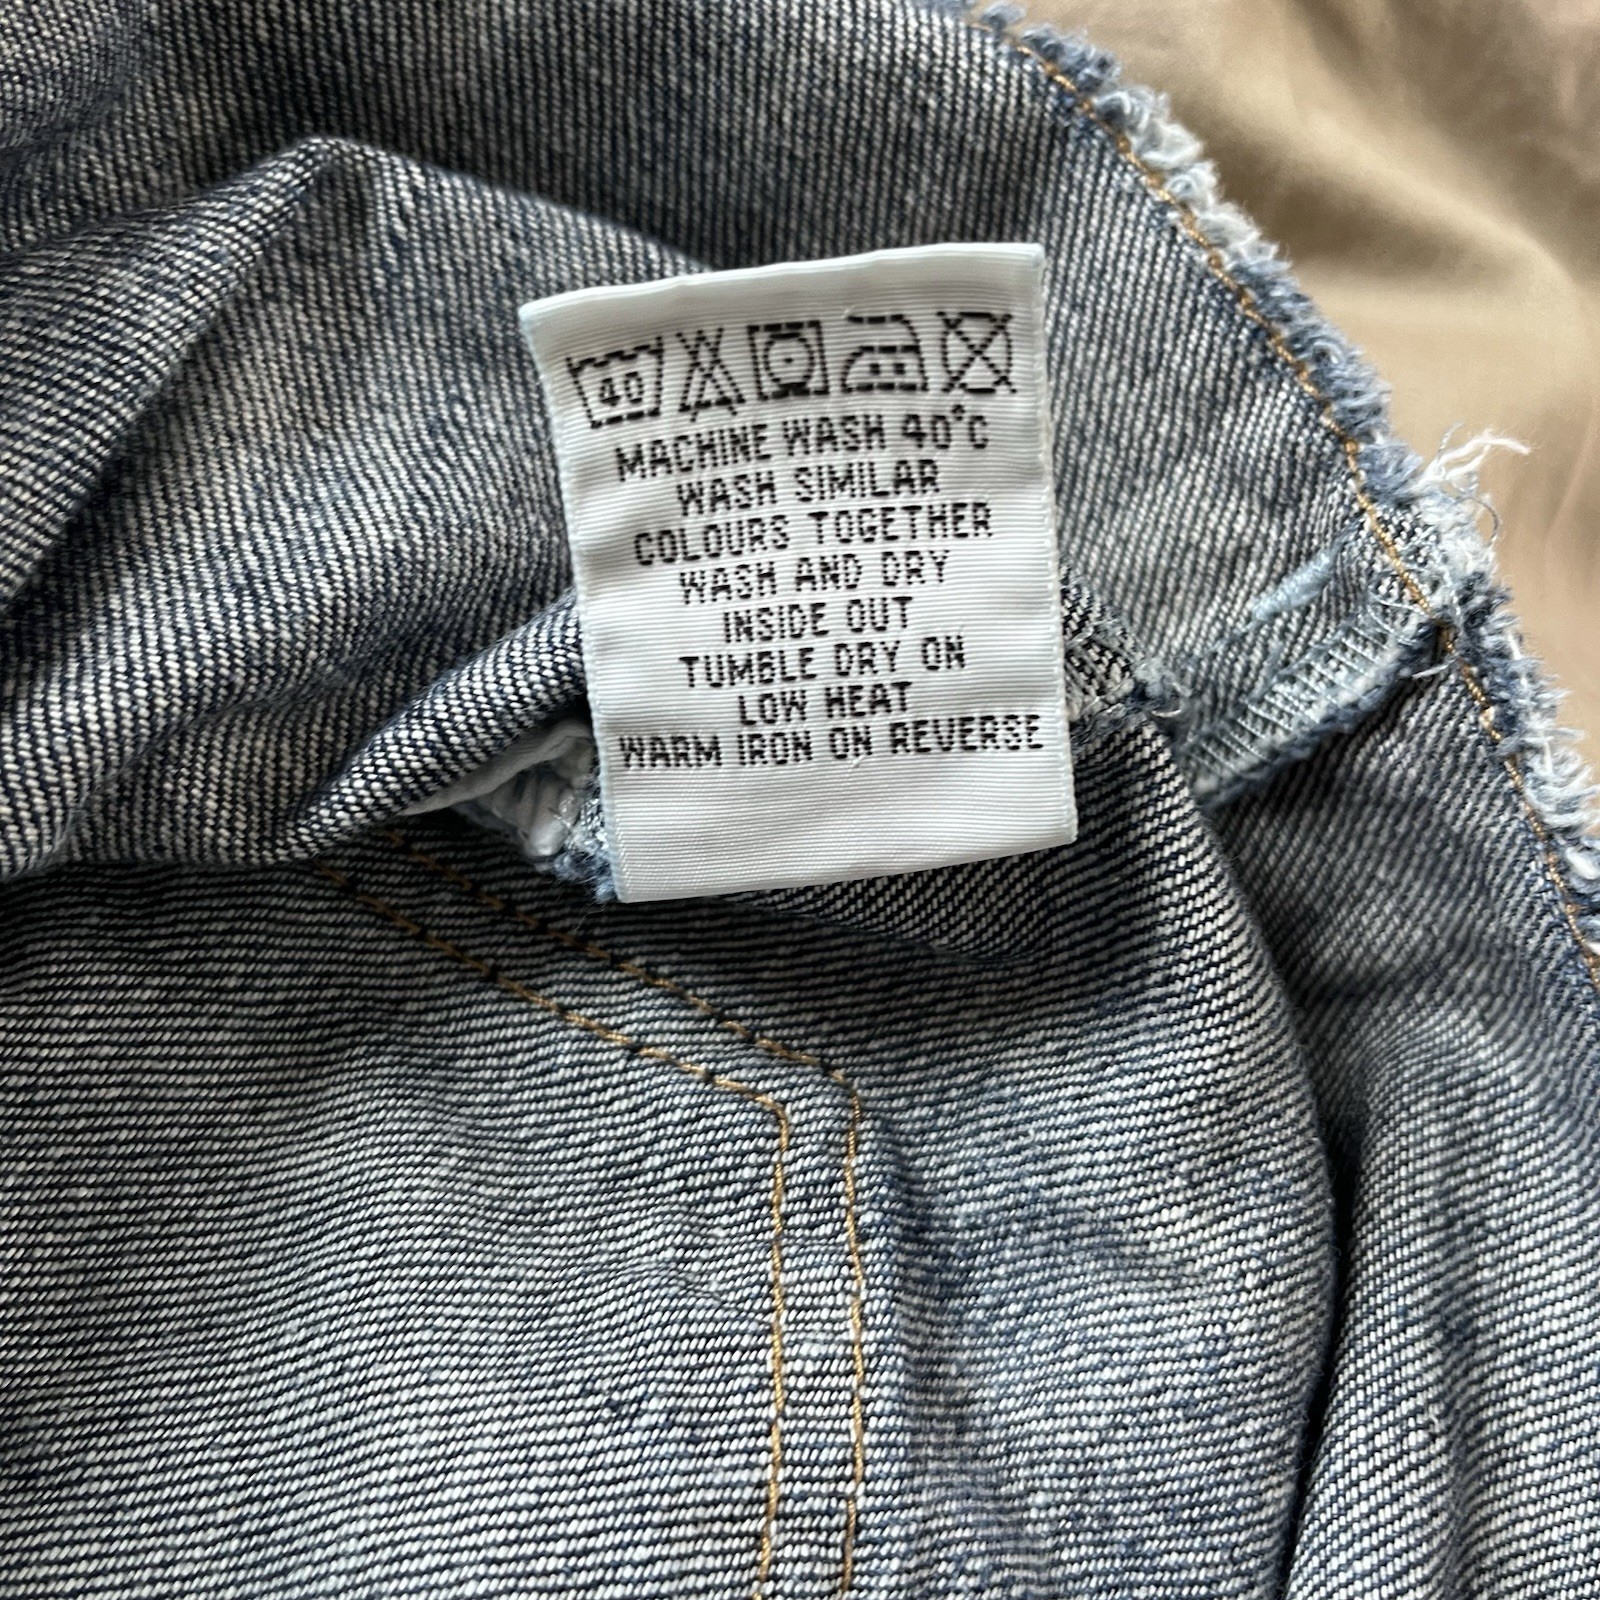 40
MACHINE WASH 40°C
WASH SIMILAR
COLOURS TOGETHER
WASH AND DRY
INSIDE OUT
TUMBLE DRY ON
LOW HEAT
WARM IRON ON REVERSE